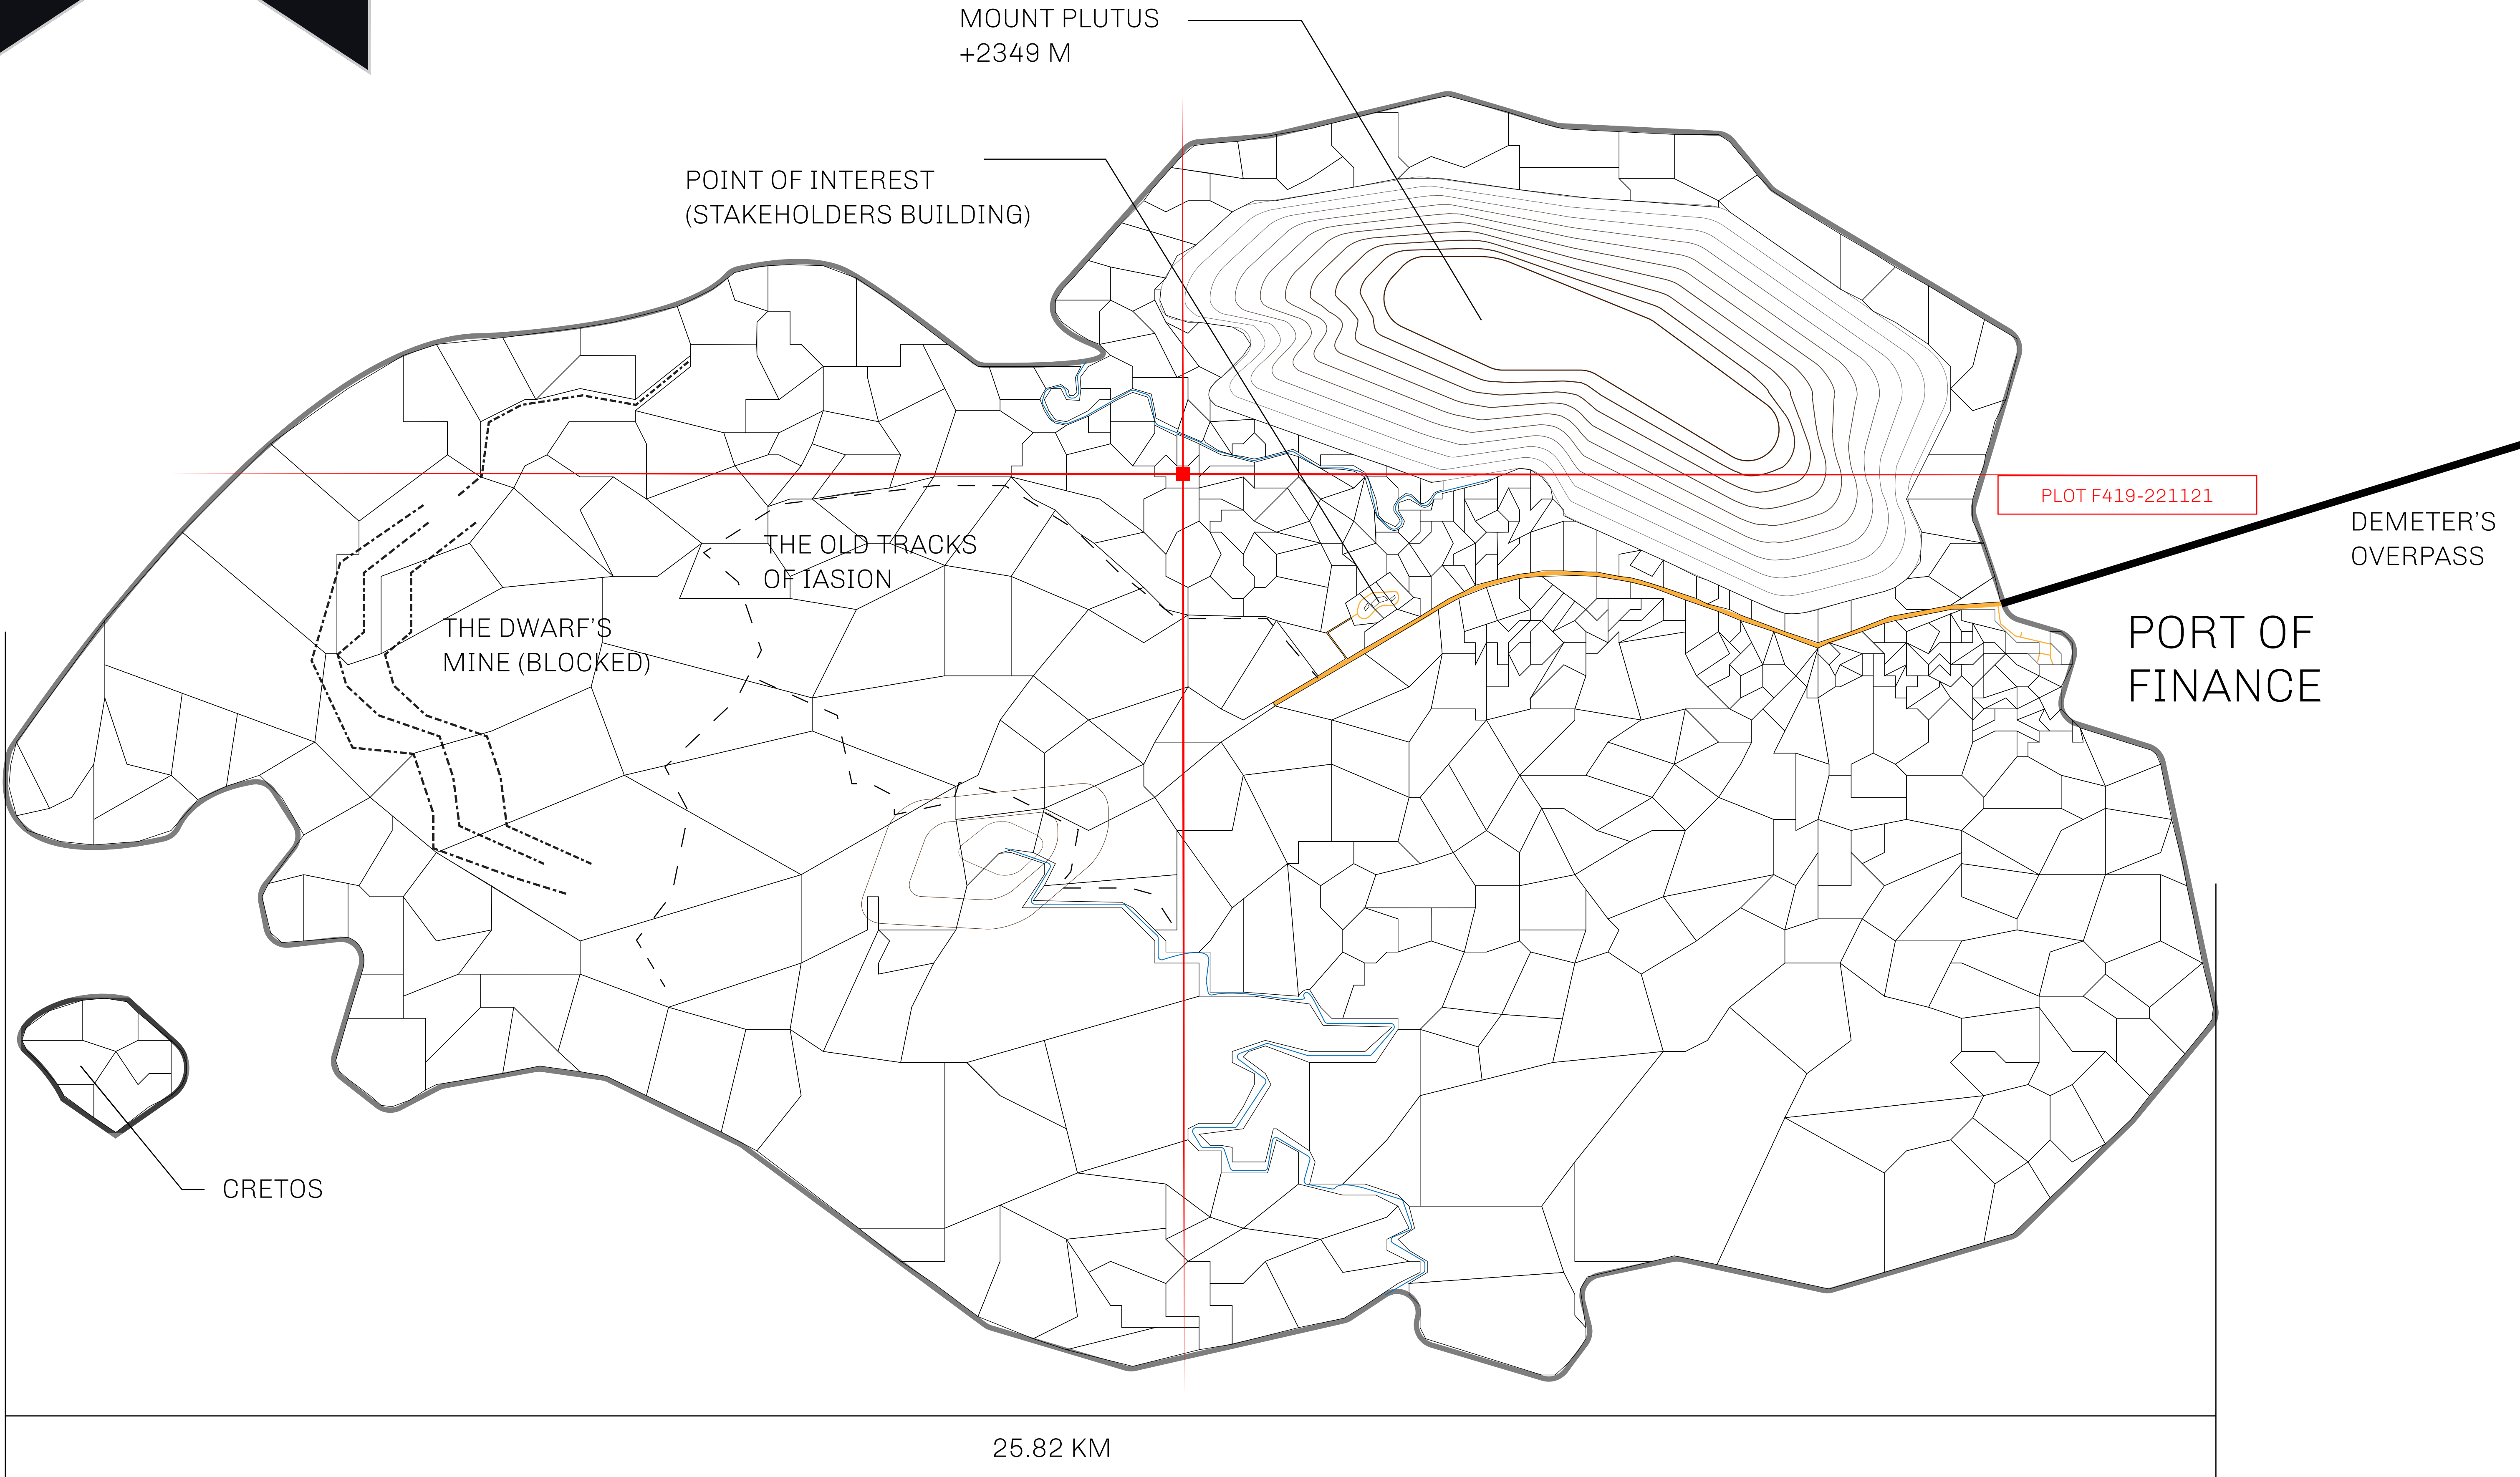 MOUNT PLUTUS
+2349 M
POINT OF INTEREST
(STAKEHOLDERS BUILDING)
PLOT F419-221121
DEMETER'S
OVERPASS
THE OLD TRACKS
OF IASION
THE DWARF'S
MINE (BLOCKED)
PORT OF
FINANCE
CRETOS
25.82 KM